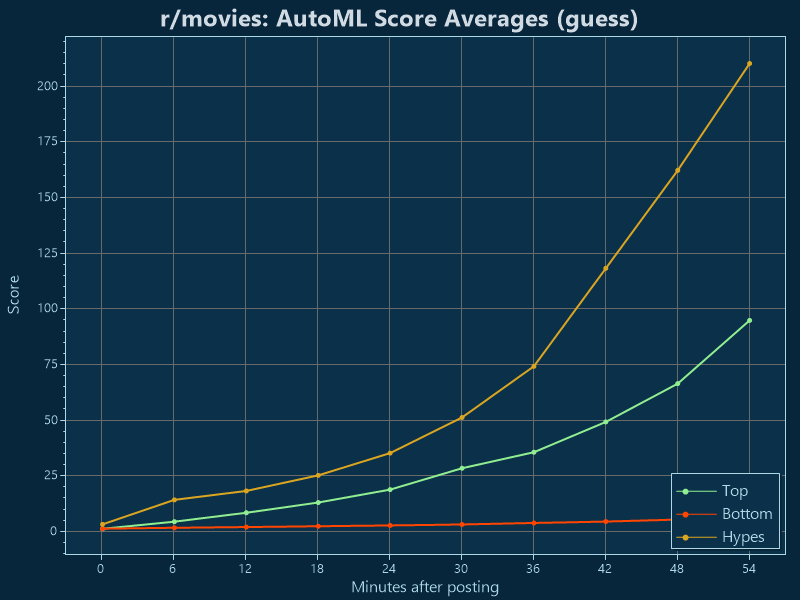 r/movies: AutoML Score Averages (guess)
Score
200
175
150
125
100
75
50
25
0
0 6 12 18 24 30 36 42 48 54
Minutes after posting
Top
Bottom
Hypes